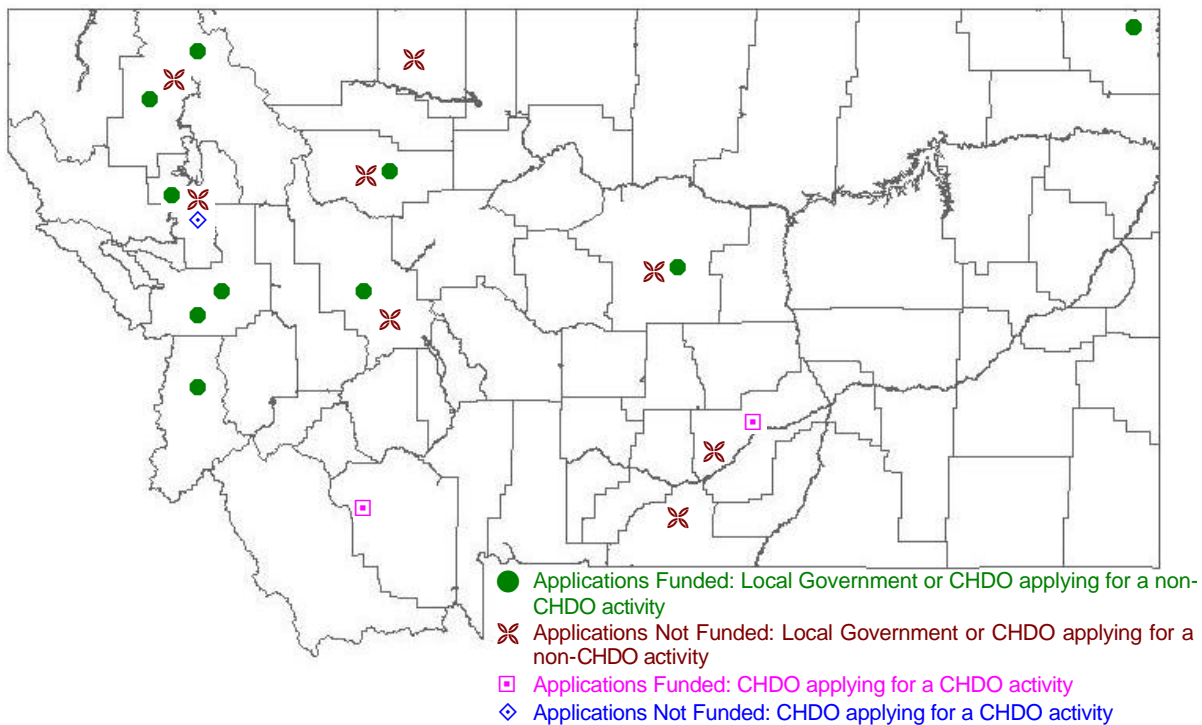 Applications Funded: Local Government or CHDO applying for a non-
CHDO activity
Applications Not Funded: Local Government or CHDO applying for a
non-CHDO activity
Applications Funded: CHDO applying for a CHDO activity
Applications Not Funded: CHDO applying for a CHDO activity